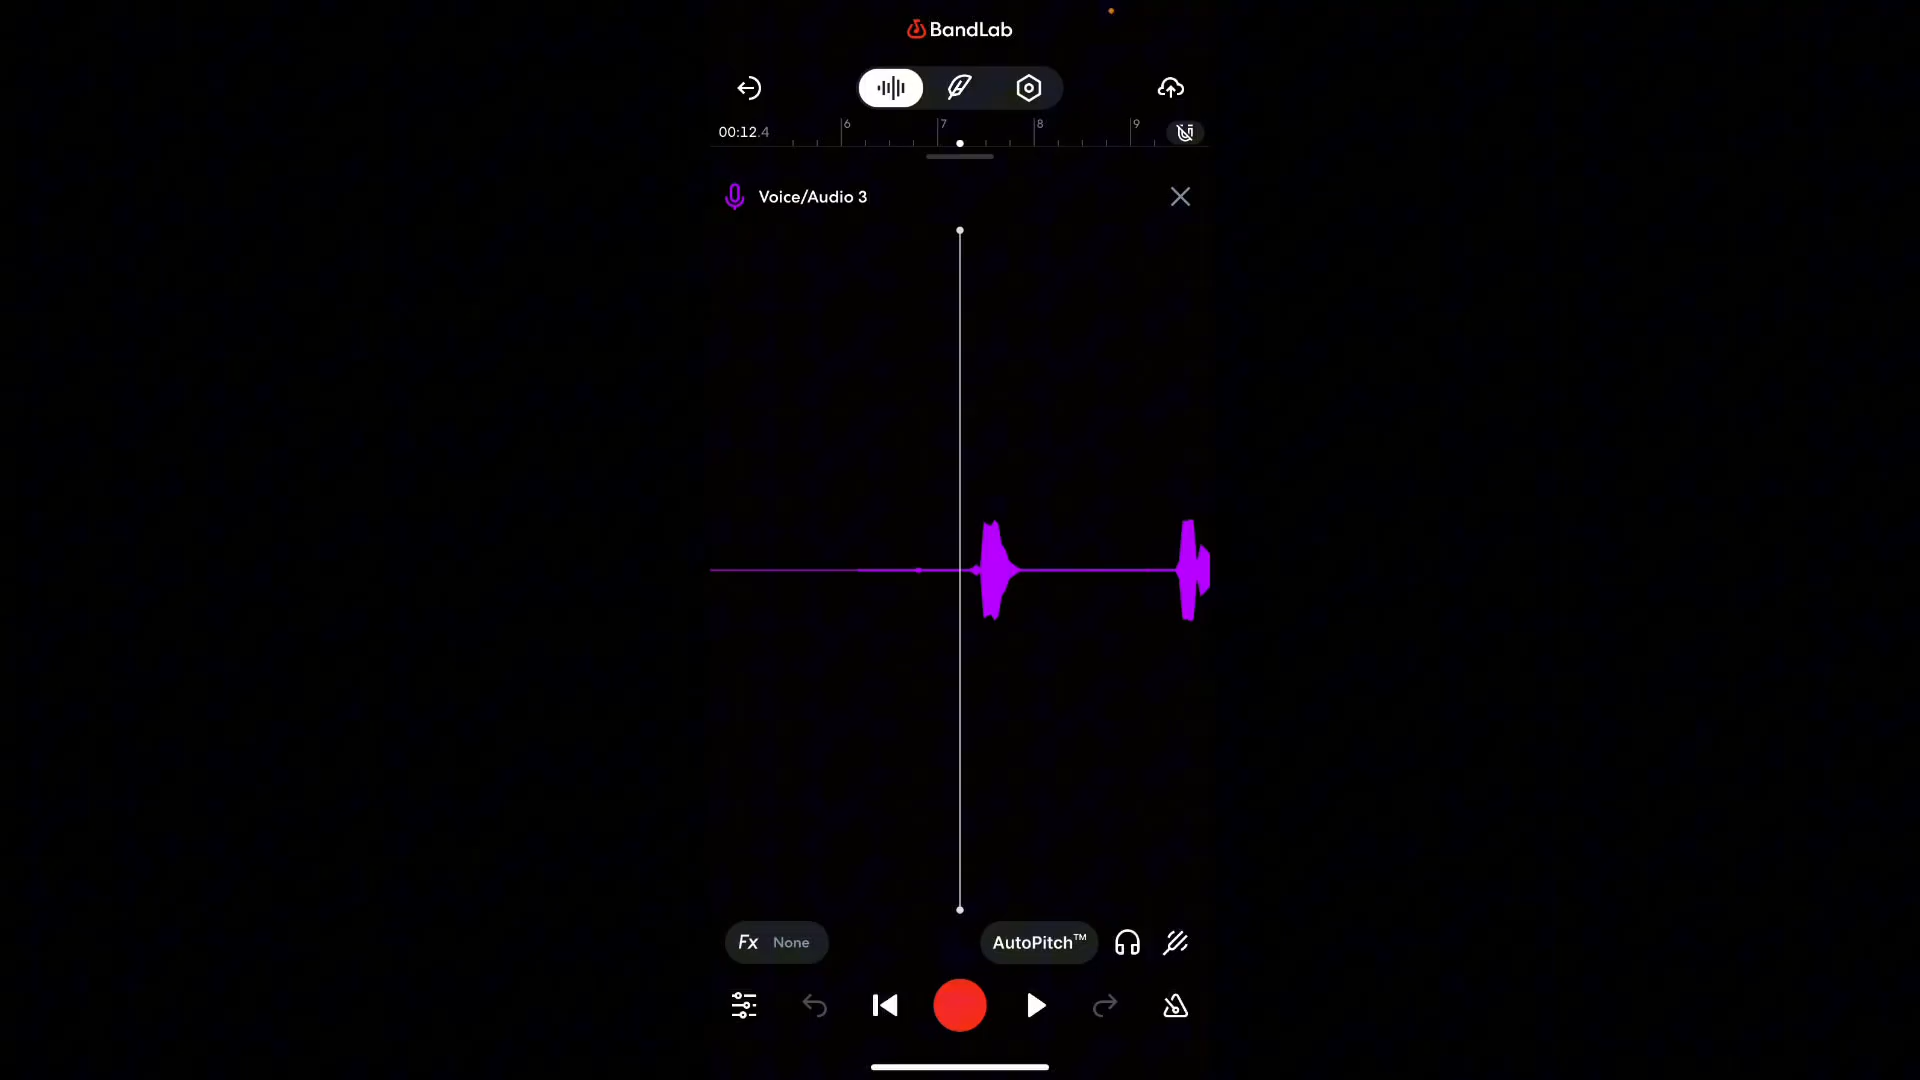 BandLab
00:12.4
6
7
8
9
Voice/Audio 3
Fx None
AutoPitch™